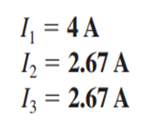 I₁ = 4 A
I₂ = 2.67 A
I₃ = 2.67 A